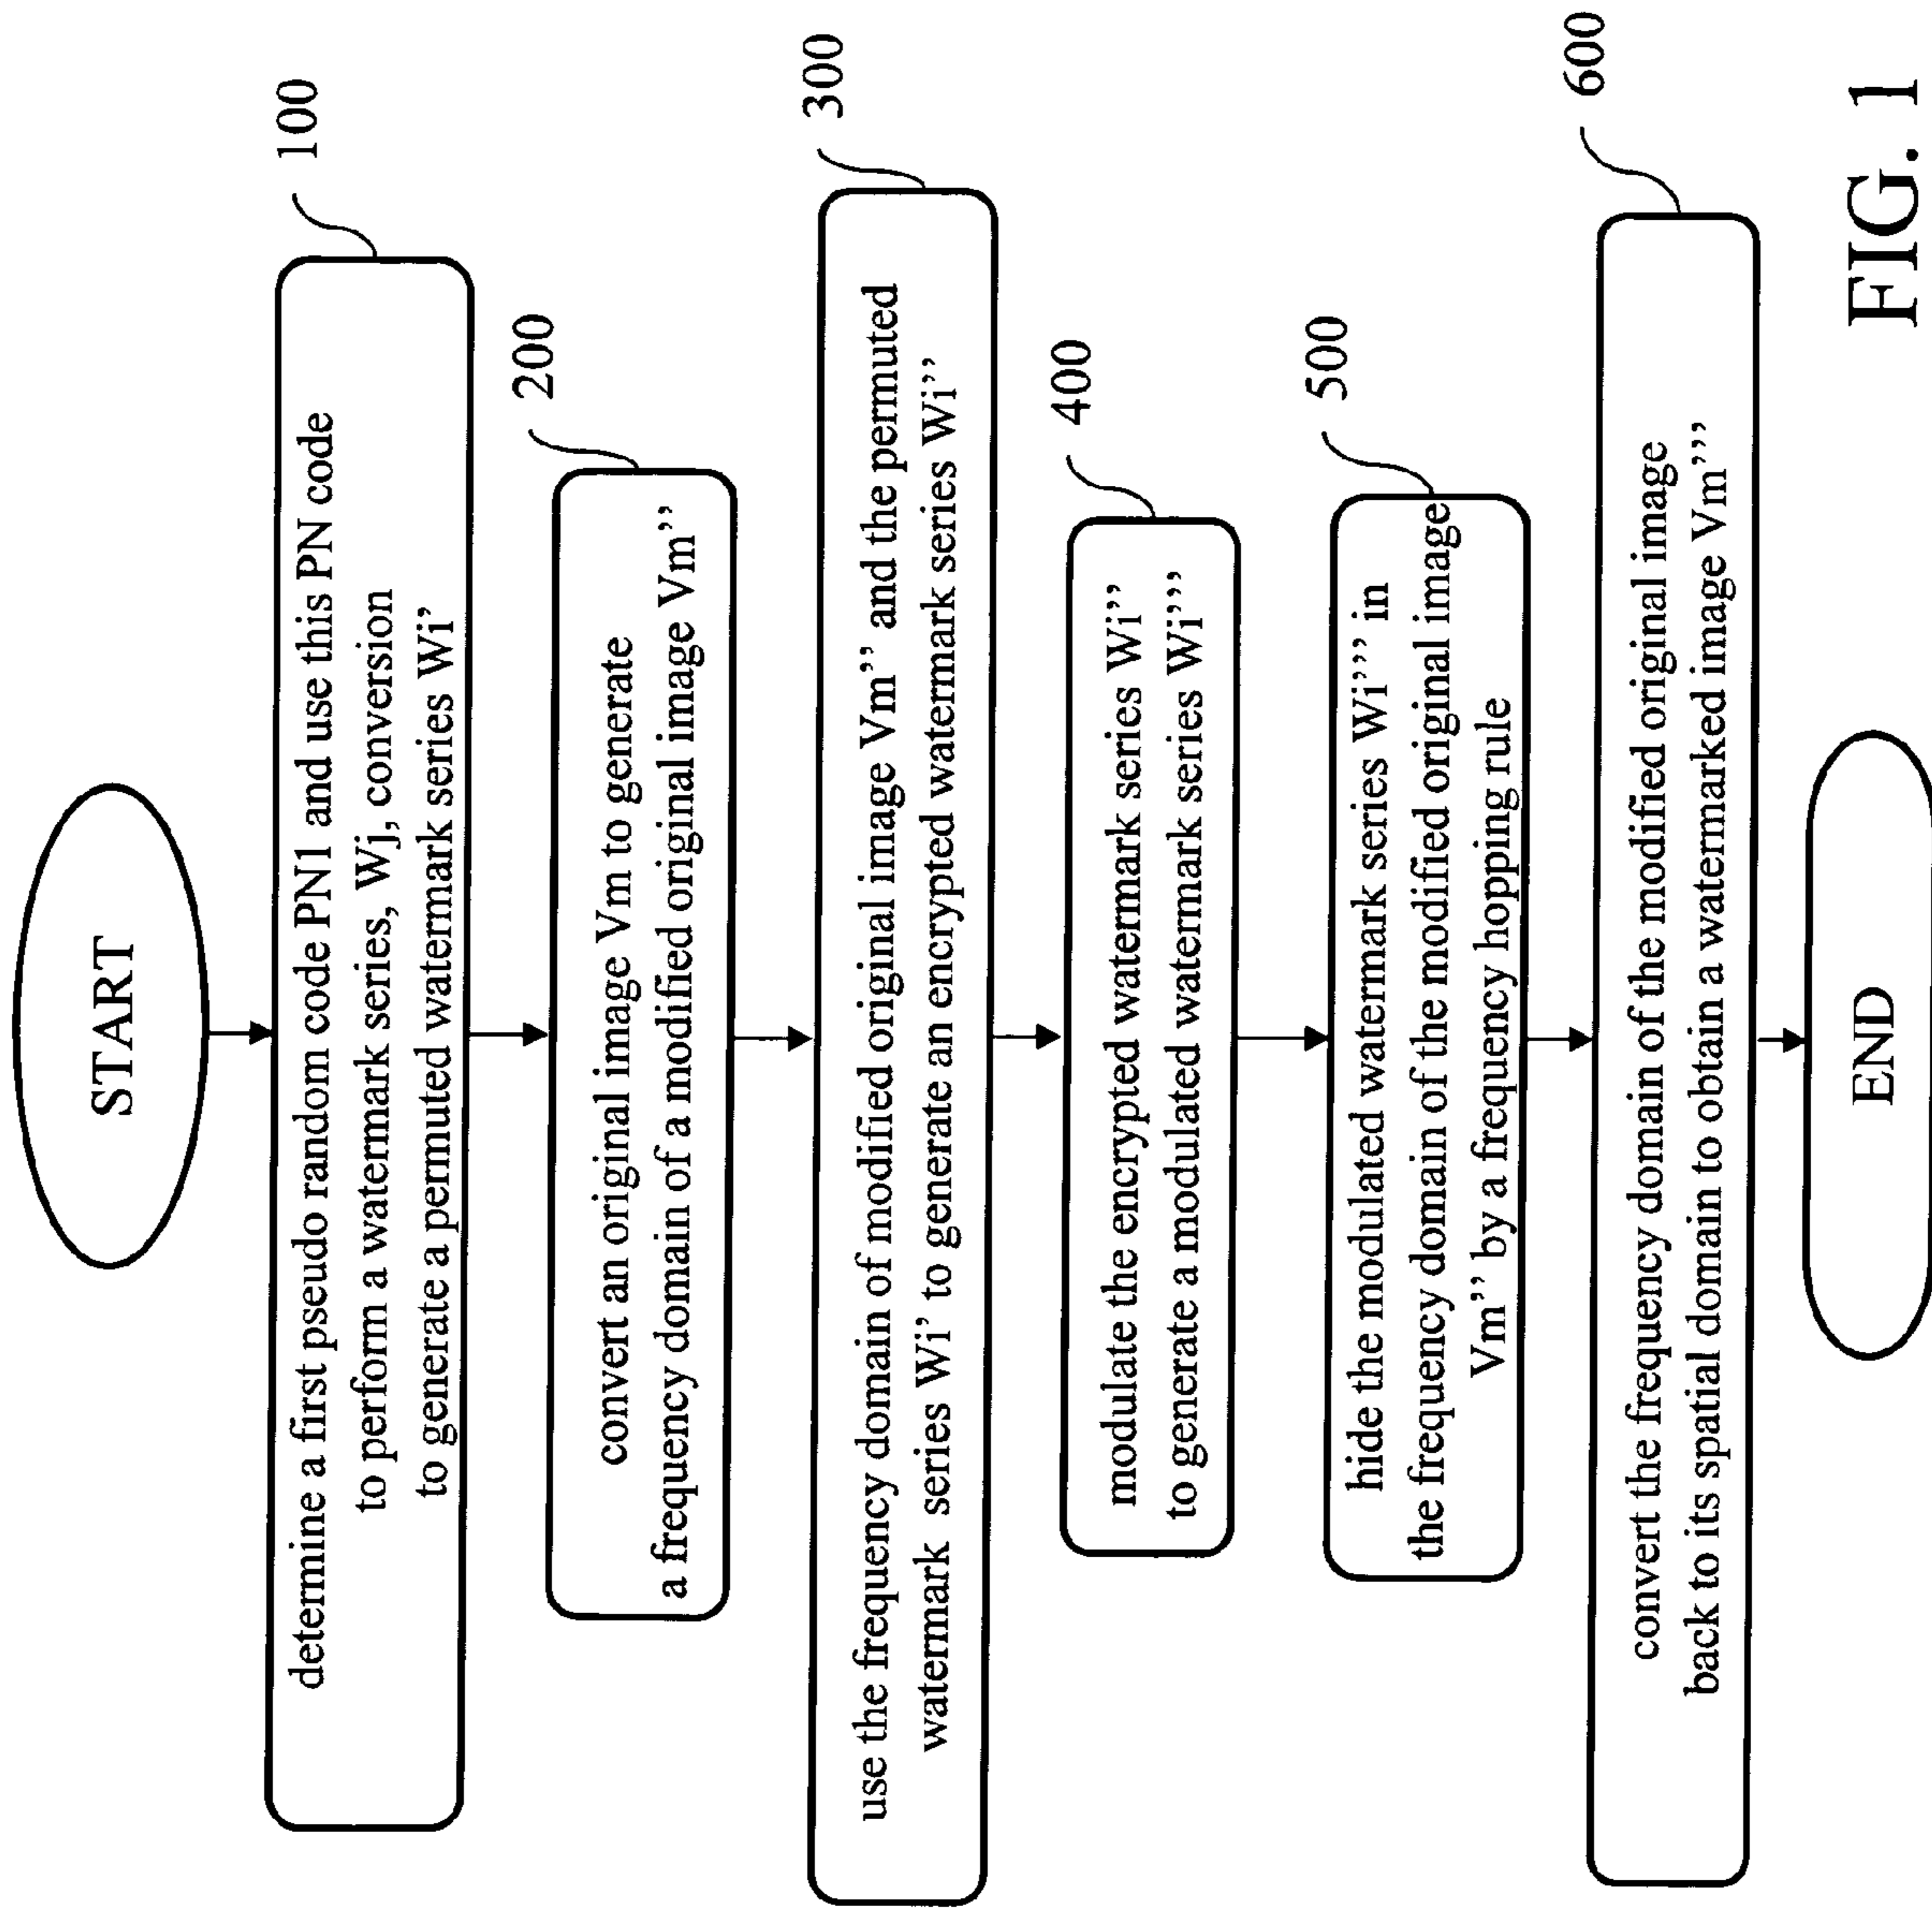 START
100
determine a first pseudo random code PN1 and use this PN code
to perform a watermark series, Wj, conversion
to generate a permuted watermark series Wi’
200
convert an original image Vm to generate
a frequency domain of a modified original image Vm’’
300
use the frequency domain of modified original image Vm’’ and the permuted
watermark series Wi’ to generate an encrypted watermark series Wi’’
400
modulate the encrypted watermark series Wi’’
to generate a modulated watermark series Wi’’’
500
hide the modulated watermark series Wi’’’ in
the frequency domain of the modified original image
Vm’’ by a frequency hopping rule
600
convert the frequency domain of the modified original image
back to its spatial domain to obtain a watermarked image Vm’’’
END
FIG. 1